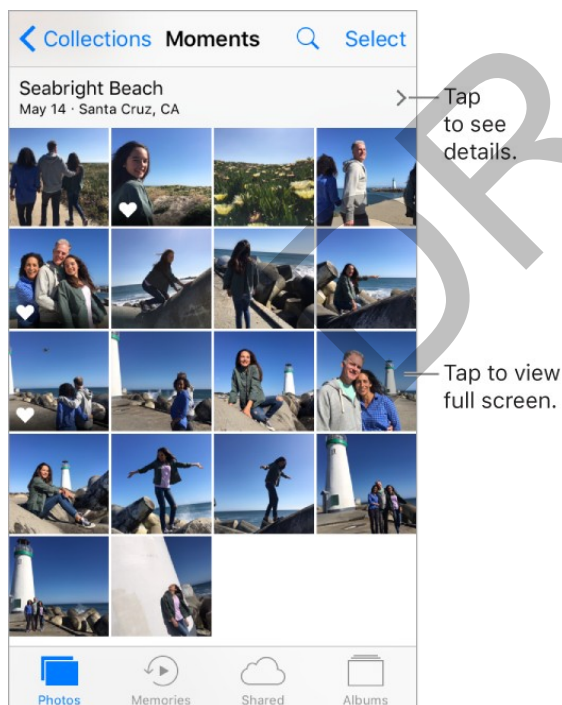 Collections Moments Select
Seabright Beach
May 14 · Santa Cruz, CA
Tap
to see
details.
Tap to view
full screen.
Photos Memories Shared Albums